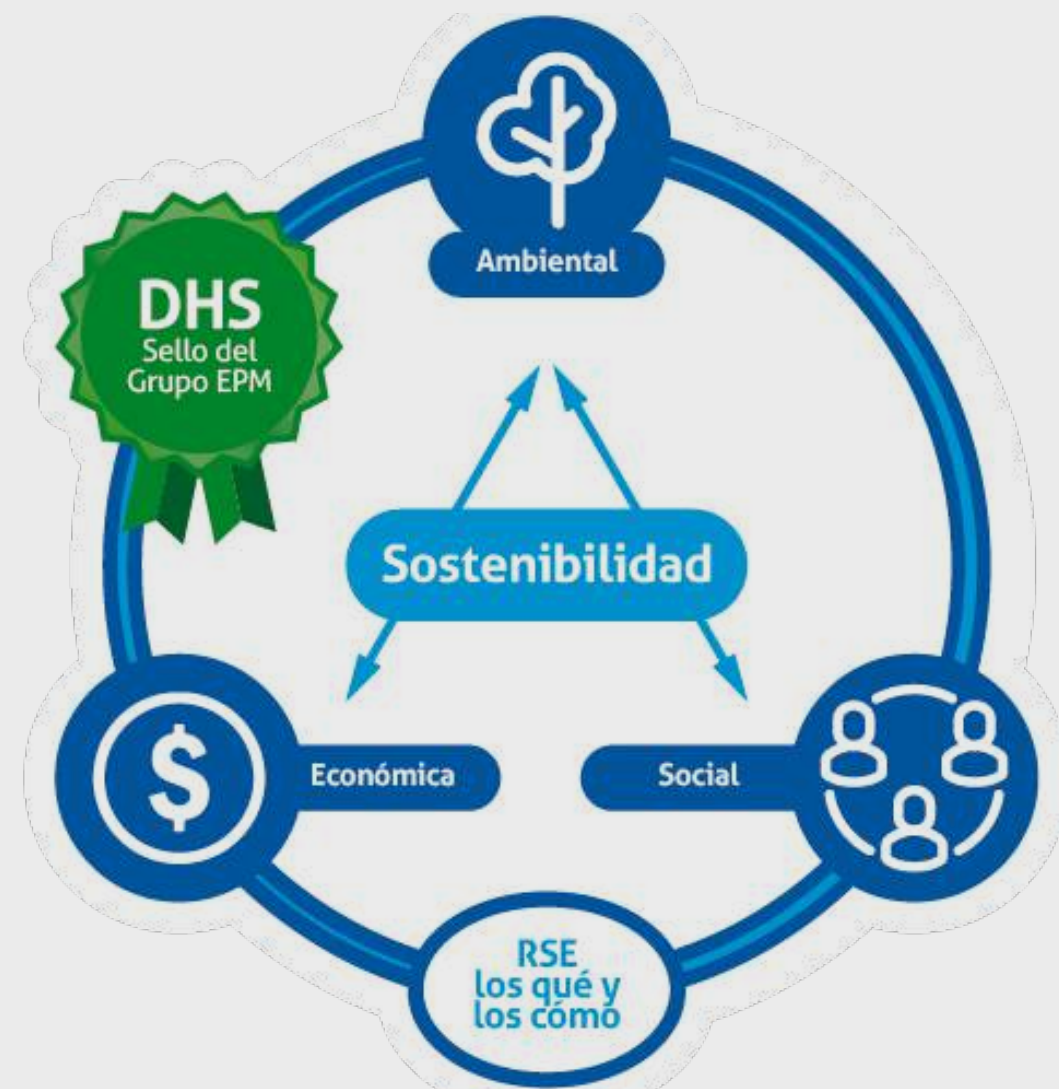 Ambiental
DHS
Sello del
Grupo EPM
Sostenibilidad
$
Económica
Social
RSE
los qué y
los cómo